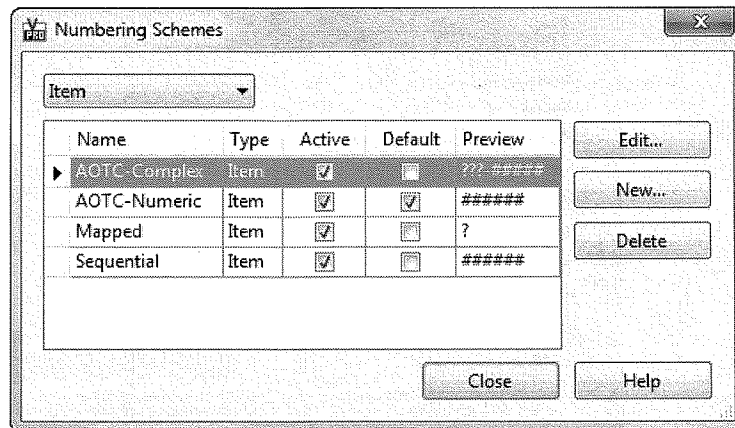 V PRO Numbering Schemes
Item
Name Type Active Default Preview
AOTC-Complex Item ???-######
AOTC-Numeric Item ######
Mapped Item ?
Sequential Item ######
Edit...
New...
Delete
Close Help